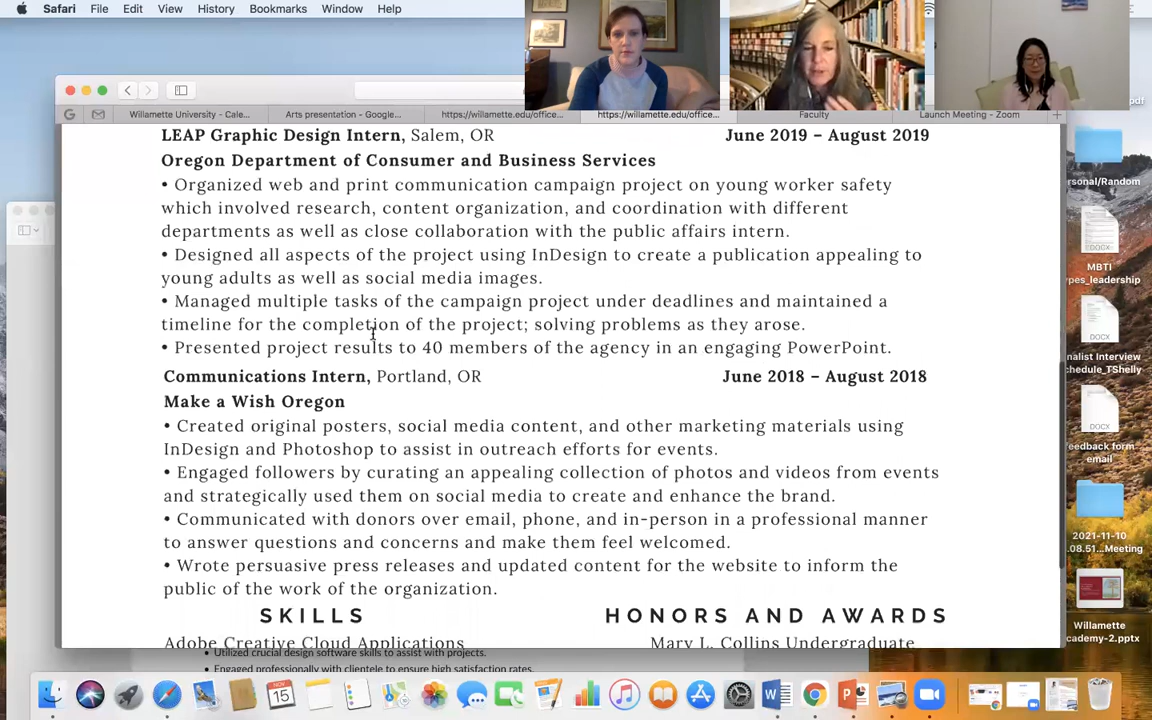 Safari File Edit View History Bookmarks Window Help
Willamette University - Cale...
Arts presentation - Google...
https://willamette.edu/office...
https://willamette.edu/office...
Faculty
Launch Meeting - Zoom
LEAP Graphic Design Intern, Salem, OR June 2019 – August 2019
Oregon Department of Consumer and Business Services
• Organized web and print communication campaign project on young worker safety
which involved research, content organization, and coordination with different
departments as well as close collaboration with the public affairs intern.
• Designed all aspects of the project using InDesign to create a publication appealing to
young adults as well as social media images.
• Managed multiple tasks of the campaign project under deadlines and maintained a
timeline for the completion of the project; solving problems as they arose.
• Presented project results to 40 members of the agency in an engaging PowerPoint.
Communications Intern, Portland, OR June 2018 – August 2018
Make a Wish Oregon
• Created original posters, social media content, and other marketing materials using
InDesign and Photoshop to assist in outreach efforts for events.
• Engaged followers by curating an appealing collection of photos and videos from events
and strategically used them on social media to create and enhance the brand.
• Communicated with donors over email, phone, and in-person in a professional manner
to answer questions and concerns and make them feel welcomed.
• Wrote persuasive press releases and updated content for the website to inform the
public of the work of the organization.
SKILLS HONORS AND AWARDS
Adobe Creative Cloud Applications Mary L. Collins Undergraduate
• Utilized crucial design software skills to assist with projects.
• Engaged professionally with clientele to ensure high satisfaction rates.
pdf
rsonal/Random
DOCX
MBTI
ypes_leadership
DOCX
nalist Interview
chedule_TShelly
DOCX
eedback form
email
2021-11-10
.08.51...Meeting
Willamette
cademy-2.pptx
NOV
15